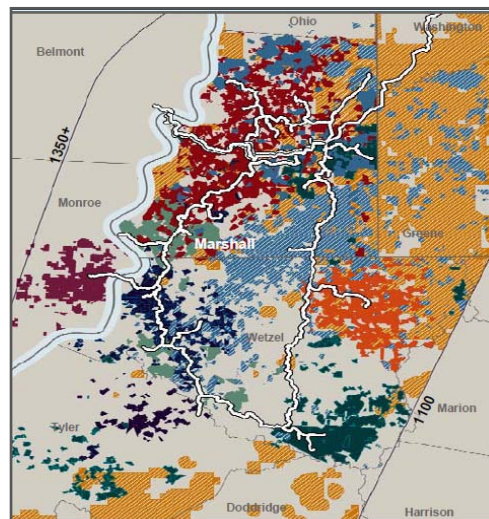 Ohio
Washington
Belmont
1350+
Monroe
Greene
Marshall
Wetzel
Tyler
1100
Marion
Doddridge
Harrison